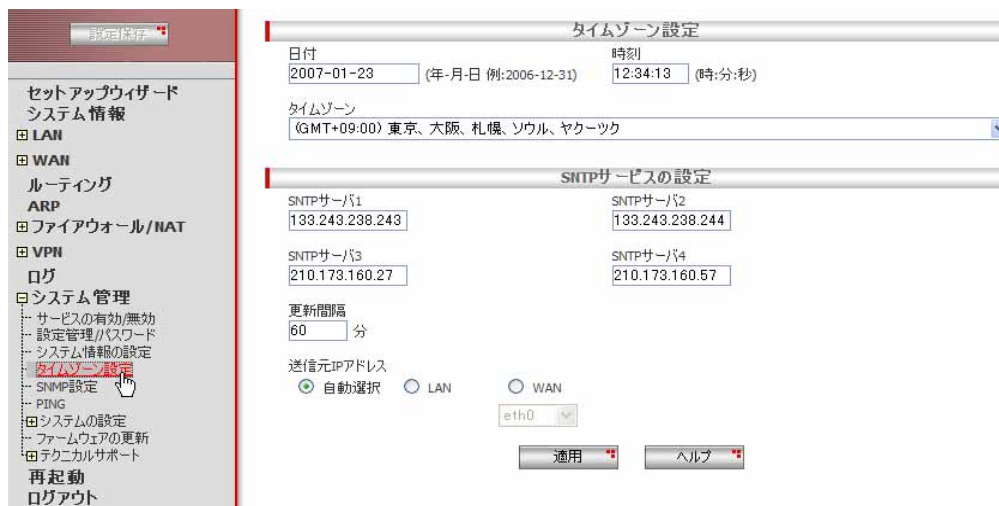 設定保存
セットアップウィザード
システム情報
LAN
WAN
ルーティング
ARP
ファイアウォール/NAT
VPN
ログ
システム管理
サービスの有効/無効
設定管理/パスワード
システム情報の設定
タイムゾーン設定
SNMP設定
PING
システムの設定
ファームウェアの更新
テクニカルサポート
再起動
ログアウト
タイムゾーン設定
日付 時刻
2007-01-23 (年-月-日 例:2006-12-31) 12:34:13 (時:分:秒)
タイムゾーン
(GMT+09:00) 東京、大阪、札幌、ソウル、ヤクーツク
SNTPサービスの設定
SNTPサーバ1 SNTPサーバ2
133.243.238.243 133.243.238.244
SNTPサーバ3 SNTPサーバ4
210.173.160.27 210.173.160.57
更新間隔
60 分
送信元IPアドレス
自動選択 LAN WAN
eth0
適用 ヘルプ